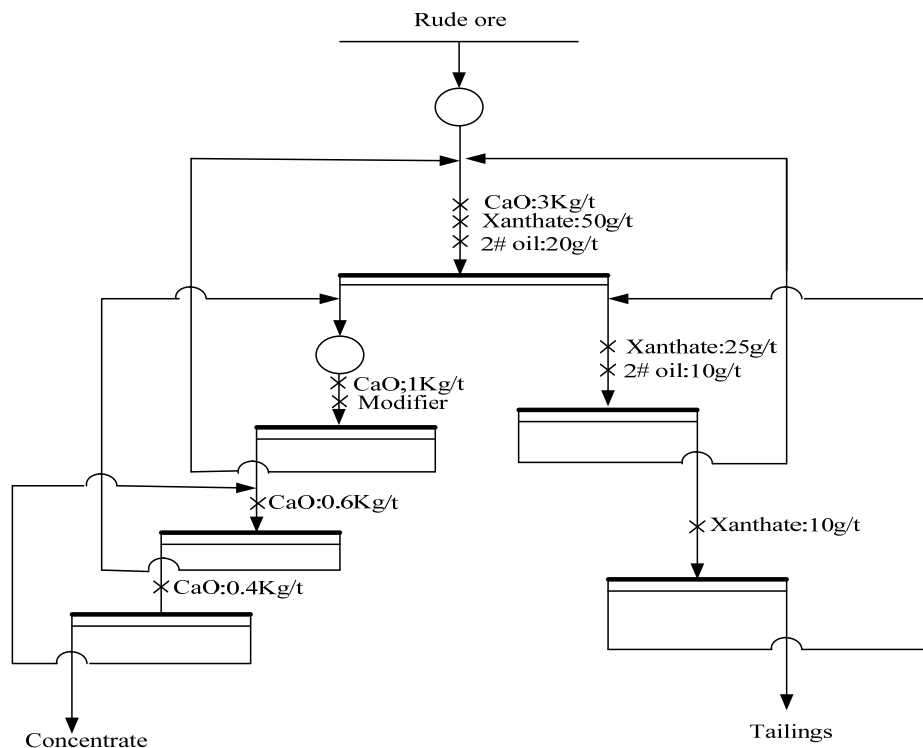 Rude ore
CaO:3Kg/t
Xanthate:50g/t
2# oil:20g/t
Xanthate:25g/t
2# oil:10g/t
CaO;1Kg/t
Modifier
CaO:0.6Kg/t
Xanthate:10g/t
CaO:0.4Kg/t
Concentrate
Tailings